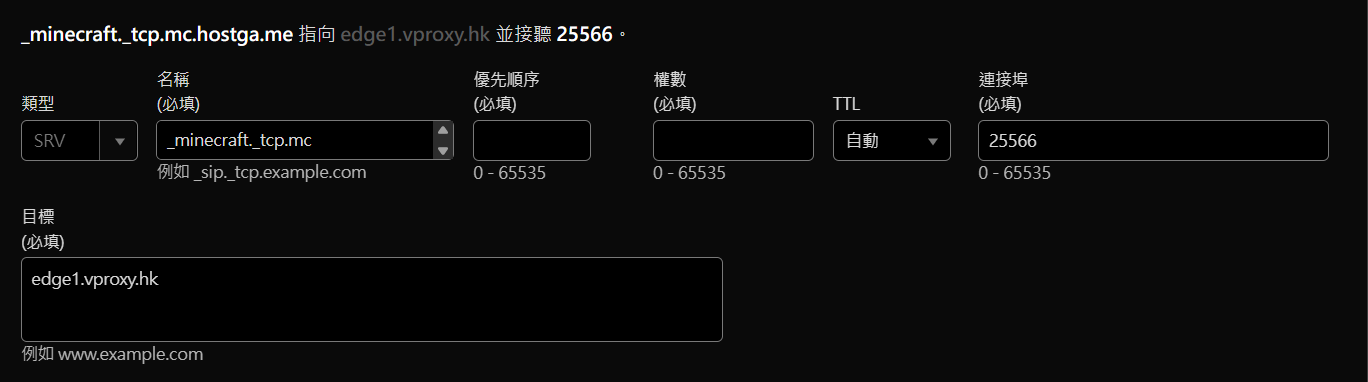 _minecraft._tcp.mc.hostga.me 指向 edge1.vproxy.hk 並接聽 25566。
類型
名稱
(必填)
優先順序
(必填)
權數
(必填)
TTL
連接埠
(必填)
SRV
_minecraft._tcp.mc
自動
25566
例如 _sip._tcp.example.com
0 - 65535
0 - 65535
0 - 65535
目標
(必填)
edge1.vproxy.hk
例如 www.example.com